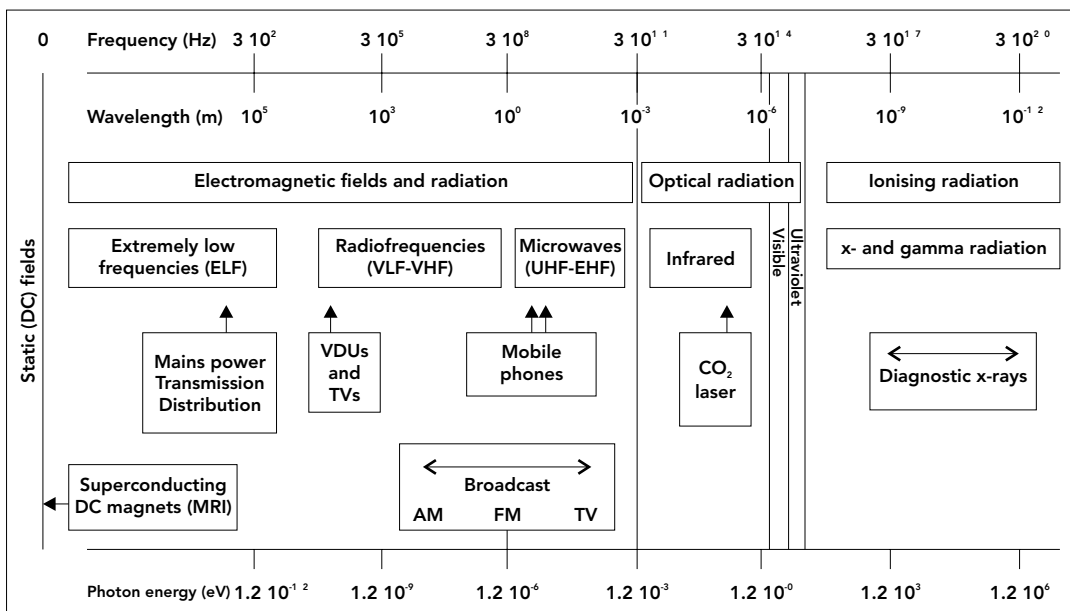 0 Frequency (Hz) 3 10² 3 10⁵ 3 10⁸ 3 10¹¹ 3 10¹⁴ 3 10¹⁷ 3 10²⁰
Wavelength (m) 10⁵ 10³ 10⁰ 10⁻³ 10⁻⁶ 10⁻⁹ 10⁻¹²
Electromagnetic fields and radiation
Optical radiation
Ionising radiation
Static (DC) fields
Extremely low
frequencies (ELF)
Radiofrequencies
(VLF-VHF)
Microwaves
(UHF-EHF)
Infrared
Visible
Ultraviolet
x- and gamma radiation
Mains power
Transmission
Distribution
VDUs
and
TVs
Mobile
phones
CO₂
laser
Diagnostic x-rays
Superconducting
DC magnets (MRI)
Broadcast
AM FM TV
Photon energy (eV) 1.2 10⁻¹² 1.2 10⁻⁹ 1.2 10⁻⁶ 1.2 10⁻³ 1.2 10⁻⁰ 1.2 10³ 1.2 10⁶